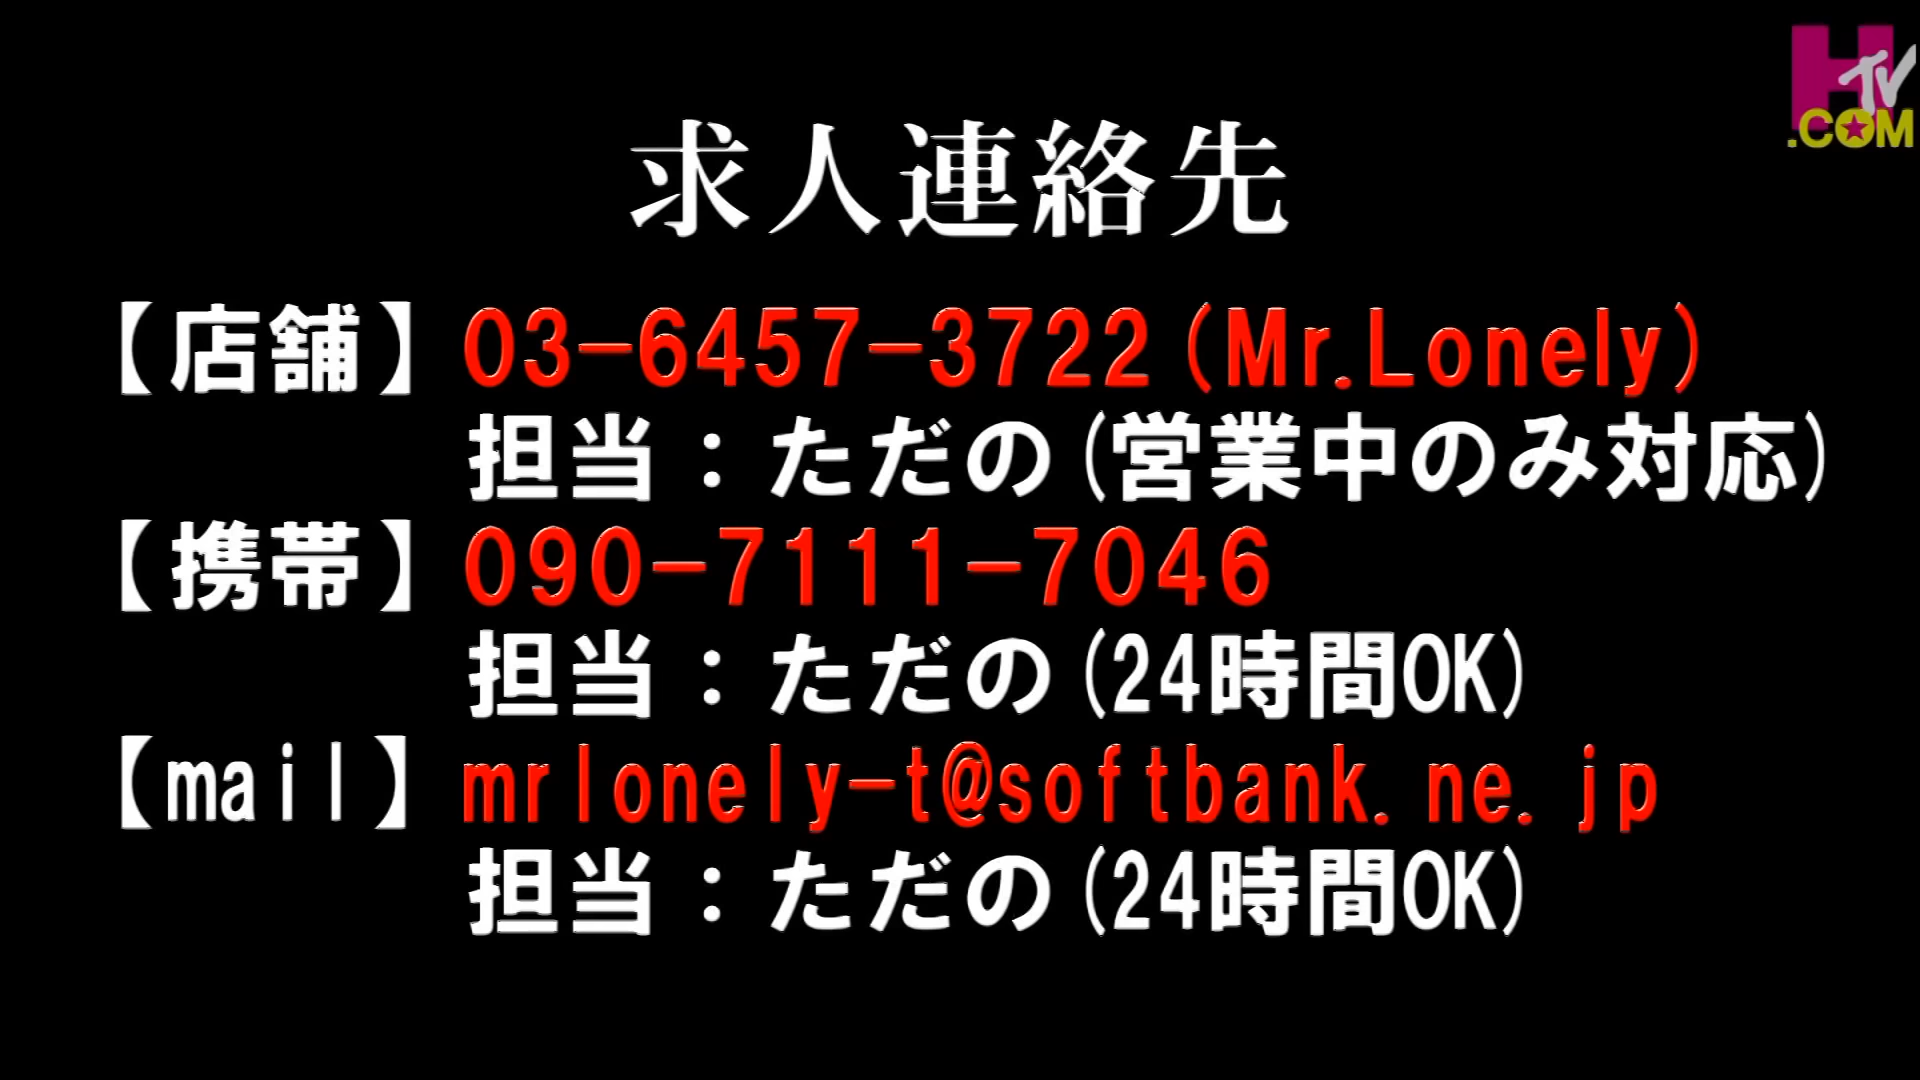 HTV
.COM
求人連絡先
【店舗】03-6457-3722(Mr.Lonely)
担当：ただの(営業中のみ対応)
【携帯】090-7111-7046
担当：ただの(24時間OK)
【mail】mrlonely-t@softbank.ne.jp
担当：ただの(24時間OK)